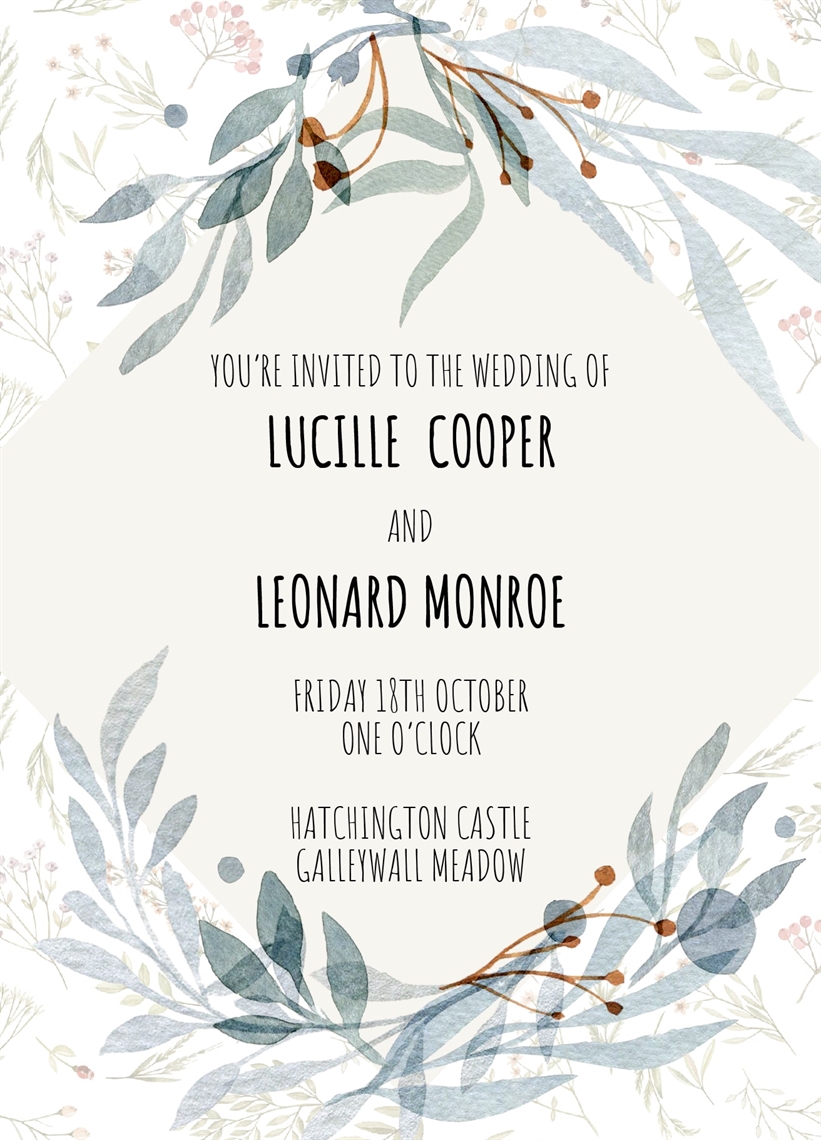 YOU'RE INVITED TO THE WEDDING OF
LUCILLE COOPER
AND
LEONARD MONROE
FRIDAY 18TH OCTOBER
ONE O'CLOCK
HATCHINGTON CASTLE
GALLEYWALL MEADOW